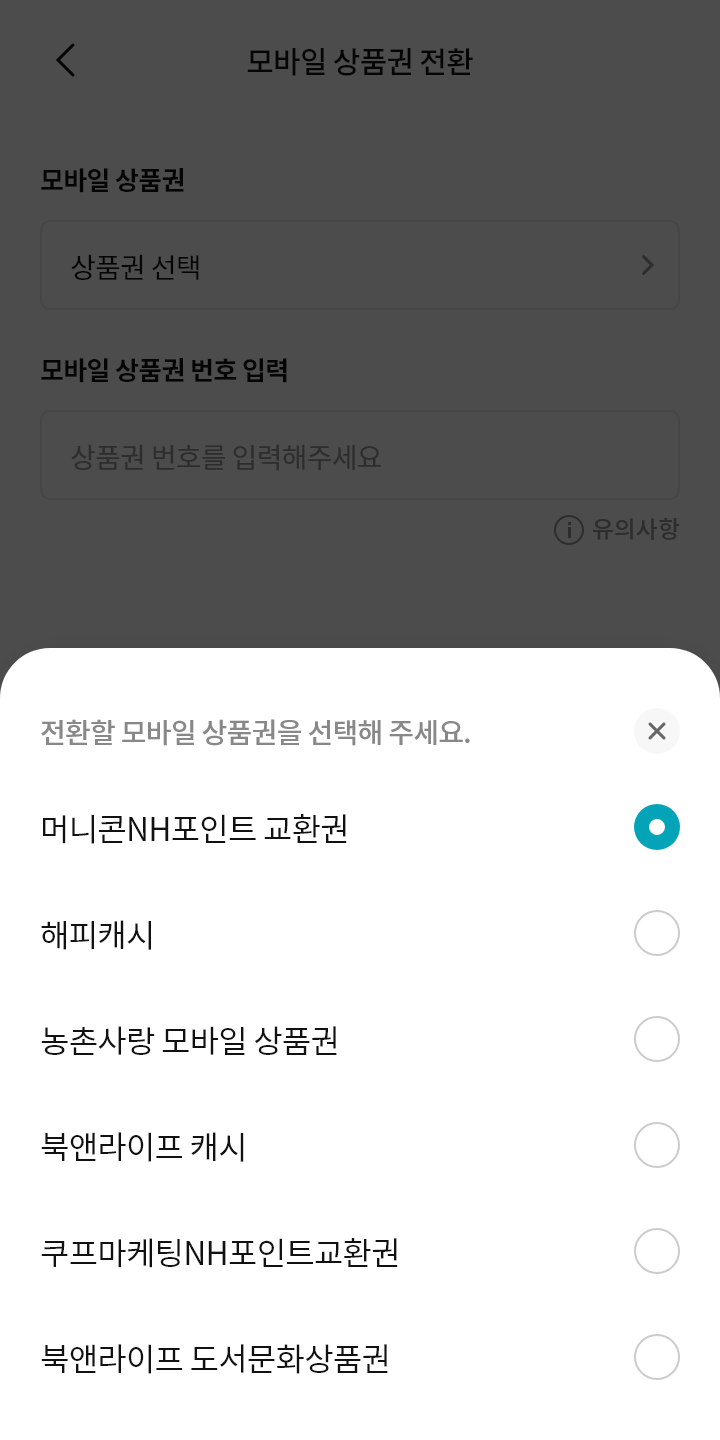 모바일 상품권 전환
모바일 상품권
상품권 선택
모바일 상품권 번호 입력
상품권 번호를 입력해주세요
유의사항
전환할 모바일 상품권을 선택해 주세요.
머니콘NH포인트 교환권
해피캐시
농촌사랑 모바일 상품권
북앤라이프 캐시
쿠프마케팅NH포인트교환권
북앤라이프 도서문화상품권